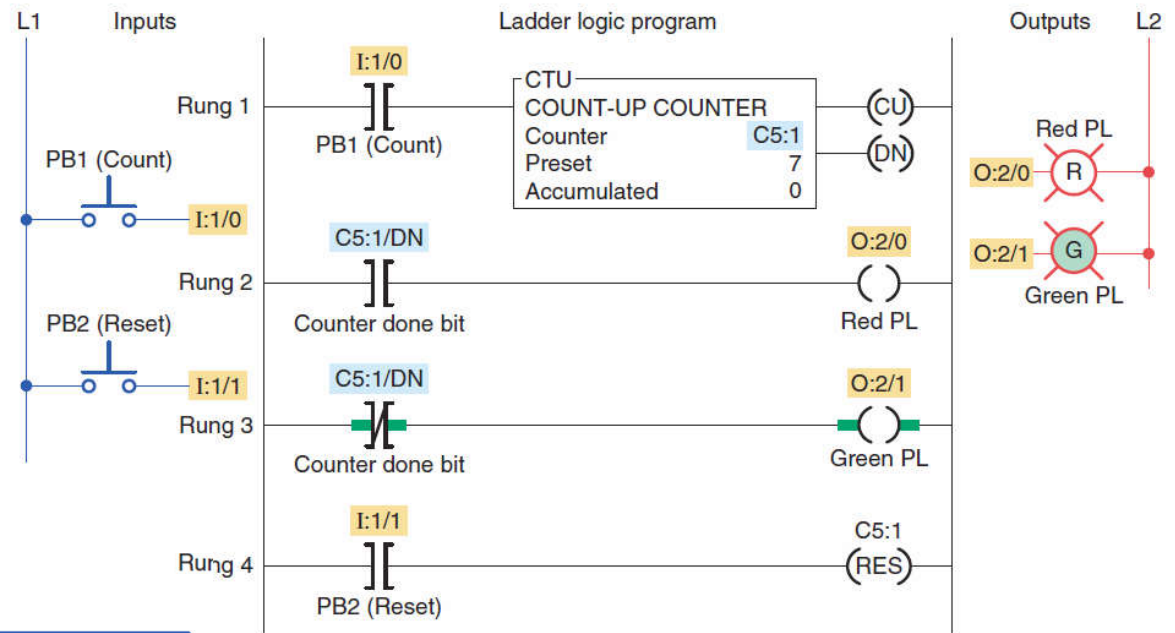 L1 Inputs Ladder logic program Outputs L2
I:1/0
Rung 1
PB1 (Count)
CTU
COUNT-UP COUNTER
Counter C5:1
Preset 7
Accumulated 0
CU
DN
PB1 (Count)
I:1/0
Red PL
O:2/0 R
O:2/1 G
Green PL
C5:1/DN O:2/0
Rung 2
Counter done bit Red PL
PB2 (Reset)
I:1/1
C5:1/DN O:2/1
Rung 3
Counter done bit Green PL
I:1/1 C5:1
Rung 4 RES
PB2 (Reset)